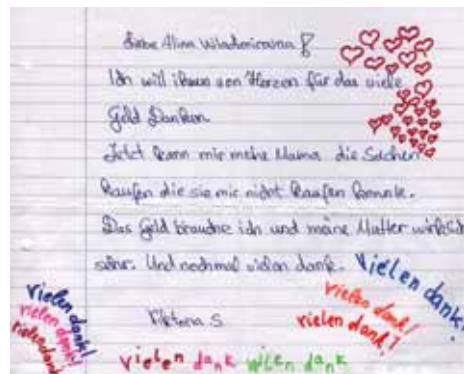 Liebe Alina Wladimirowna!
Ich will ihnen von Herzen für das viele
Geld Danken.
Jetzt kann mir meine Mama die Sachen
kaufen die sie mir nicht kaufen konnte.
Das Geld brauche ich und meine Mutter wirklich
sehr. Und nochmal vielen dank.
Vielen dank!
vielen dank!
vielen dank!
vielen dank!
vielen dank!
vielen dank!
Viktoria S.
vielen dank vielen dank